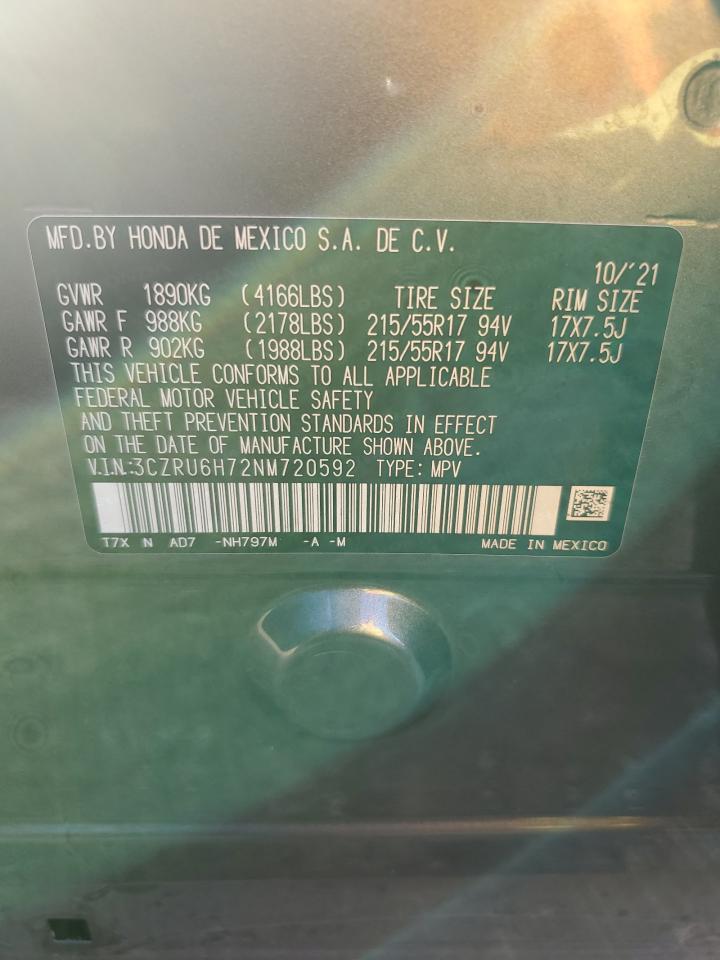 MFD.BY HONDA DE MEXICO S.A. DE C.V.
10/'21
GVWR 1890KG (4166LBS) TIRE SIZE RIM SIZE
GAWR F 988KG (2178LBS) 215/55R17 94V 17X7.5J
GAWR R 902KG (1988LBS) 215/55R17 94V 17X7.5J
THIS VEHICLE CONFORMS TO ALL APPLICABLE
FEDERAL MOTOR VEHICLE SAFETY
AND THEFT PREVENTION STANDARDS IN EFFECT
ON THE DATE OF MANUFACTURE SHOWN ABOVE.
V.I.N.:3CZRU6H72NM720592 TYPE: MPV
T7X N AD7 -NH797M -A -M MADE IN MEXICO